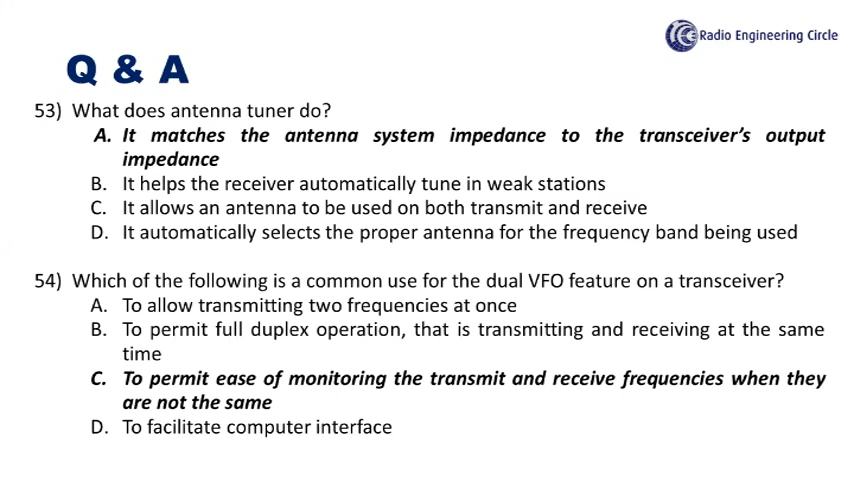 Radio Engineering Circle
Q & A
53) What does antenna tuner do?
A. It matches the antenna system impedance to the transceiver's output
impedance
B. It helps the receiver automatically tune in weak stations
C. It allows an antenna to be used on both transmit and receive
D. It automatically selects the proper antenna for the frequency band being used
54) Which of the following is a common use for the dual VFO feature on a transceiver?
A. To allow transmitting two frequencies at once
B. To permit full duplex operation, that is transmitting and receiving at the same
time
C. To permit ease of monitoring the transmit and receive frequencies when they
are not the same
D. To facilitate computer interface